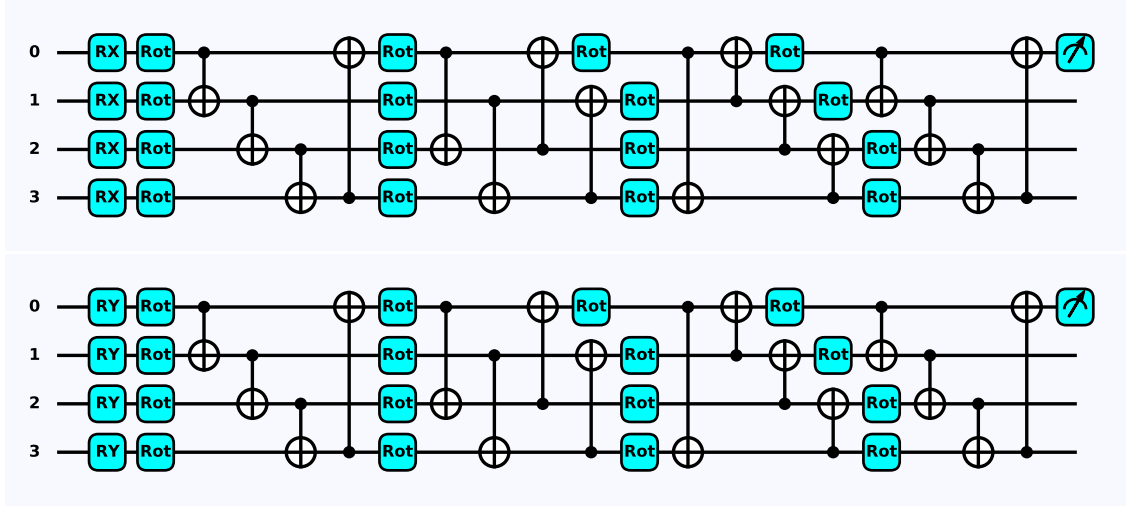 0 RX Rot Rot Rot Rot
1 RX Rot Rot Rot Rot
2 RX Rot Rot Rot Rot
3 RX Rot Rot Rot Rot
0 RY Rot Rot Rot Rot
1 RY Rot Rot Rot Rot
2 RY Rot Rot Rot Rot
3 RY Rot Rot Rot Rot